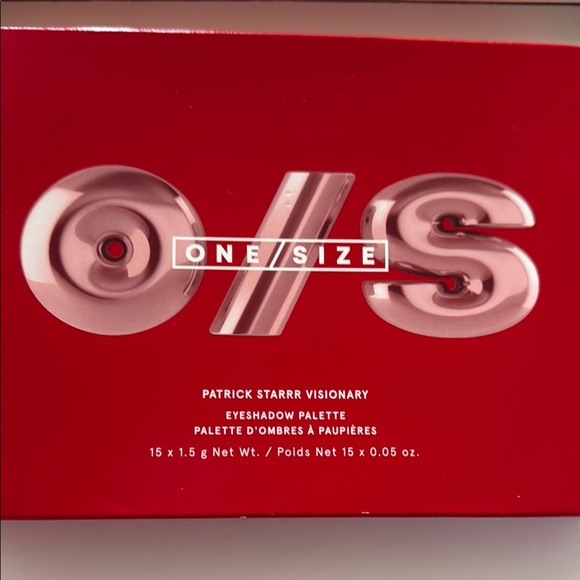 O/S
ONE/SIZE
PATRICK STARRR VISIONARY
EYESHADOW PALETTE
PALETTE D'OMBRES À PAUPIÈRES
15 x 1.5 g Net Wt. / Poids Net 15 x 0.05 oz.